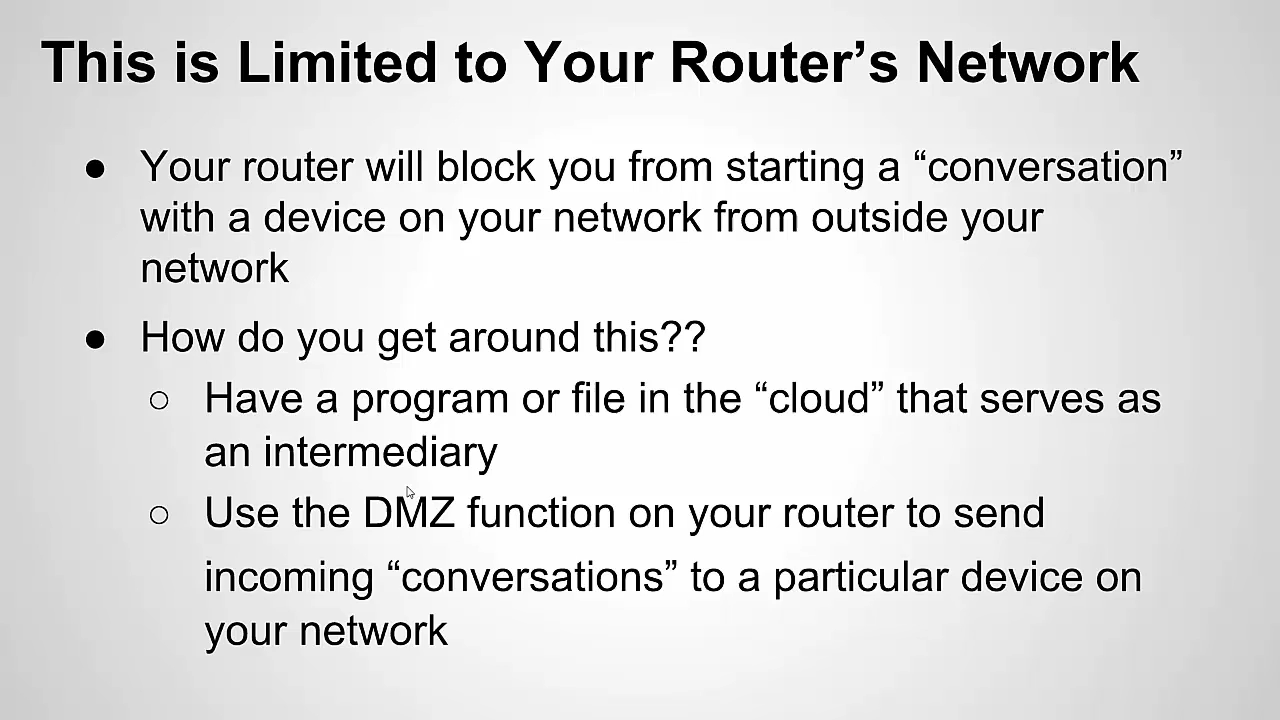 This is Limited to Your Router’s Network
● Your router will block you from starting a “conversation”
with a device on your network from outside your
network
● How do you get around this??
○ Have a program or file in the “cloud” that serves as
an intermediary
○ Use the DMZ function on your router to send
incoming “conversations” to a particular device on
your network